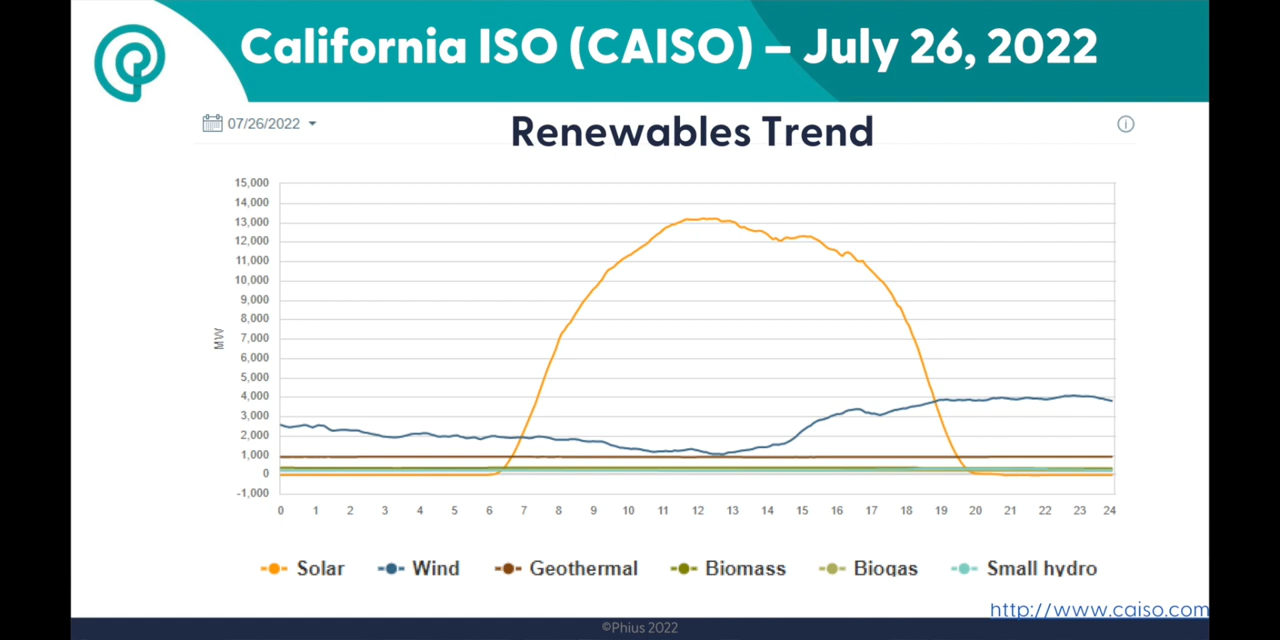 California ISO (CAISO) – July 26, 2022
07/26/2022
Renewables Trend
15,000
14,000
13,000
12,000
11,000
10,000
9,000
8,000
7,000
6,000
5,000
4,000
3,000
2,000
1,000
0
-1,000
MW
0 1 2 3 4 5 6 7 8 9 10 11 12 13 14 15 16 17 18 19 20 21 22 23 24
Solar Wind Geothermal Biomass Biogas Small hydro
http://www.caiso.com
©Phius 2022